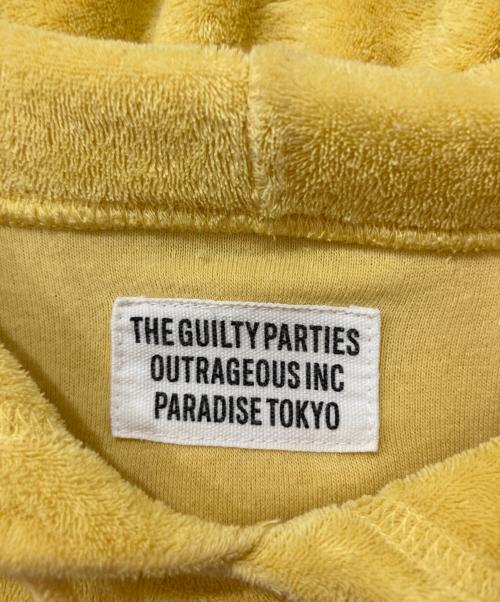 THE GUILTY PARTIES
OUTRAGEOUS INC
PARADISE TOKYO